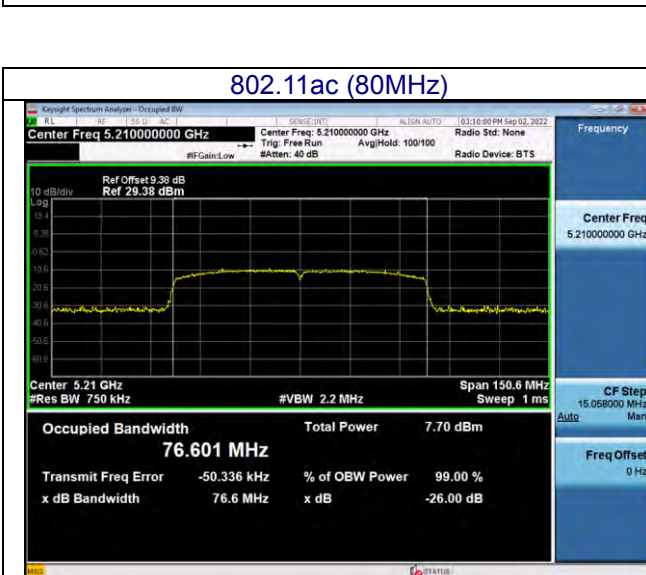 802.11ac (80MHz)
Keysight Spectrum Analyzer - Occupied BW
RL RF 50 Ω AC SENSE:INT ALIGN AUTO 03:10:00 PM Sep 02, 2022
Center Freq 5.210000000 GHz Center Freq: 5.210000000 GHz Radio Std: None Frequency
Trig: Free Run Avg|Hold: 100/100
#IFGain:Low #Atten: 40 dB Radio Device: BTS
Ref Offset 9.38 dB
10 dB/div Ref 29.38 dBm
Log
19.4
9.38
-0.62
-10.6
-20.6
-30.6
-40.6
-50.6
-60.6
Center Freq
5.210000000 GHz
Center 5.21 GHz Span 150.6 MHz
#Res BW 750 kHz #VBW 2.2 MHz Sweep 1 ms
CF Step
15.058000 MHz
Auto Man
Occupied Bandwidth Total Power 7.70 dBm
76.601 MHz
Transmit Freq Error -50.336 kHz % of OBW Power 99.00 %
x dB Bandwidth 76.6 MHz x dB -26.00 dB
Freq Offset
0 Hz
MSG STATUS